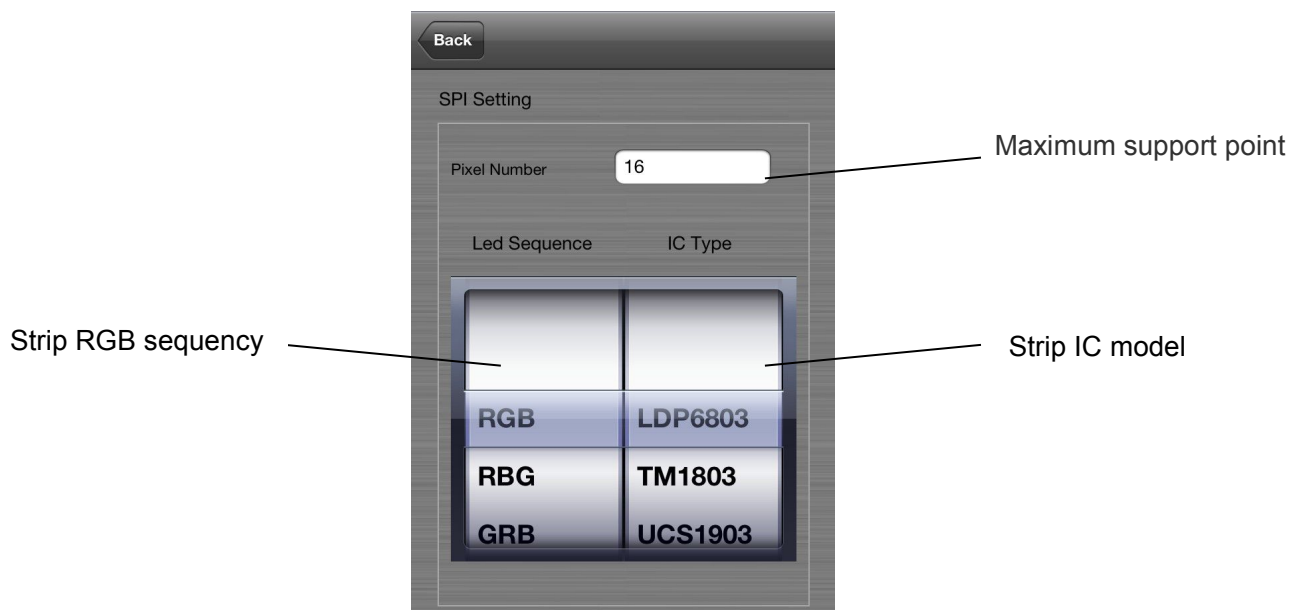 Back
SPI Setting
Pixel Number 16
Maximum support point
Led Sequence IC Type
Strip RGB sequency
Strip IC model
RGB LDP6803
RBG TM1803
GRB UCS1903